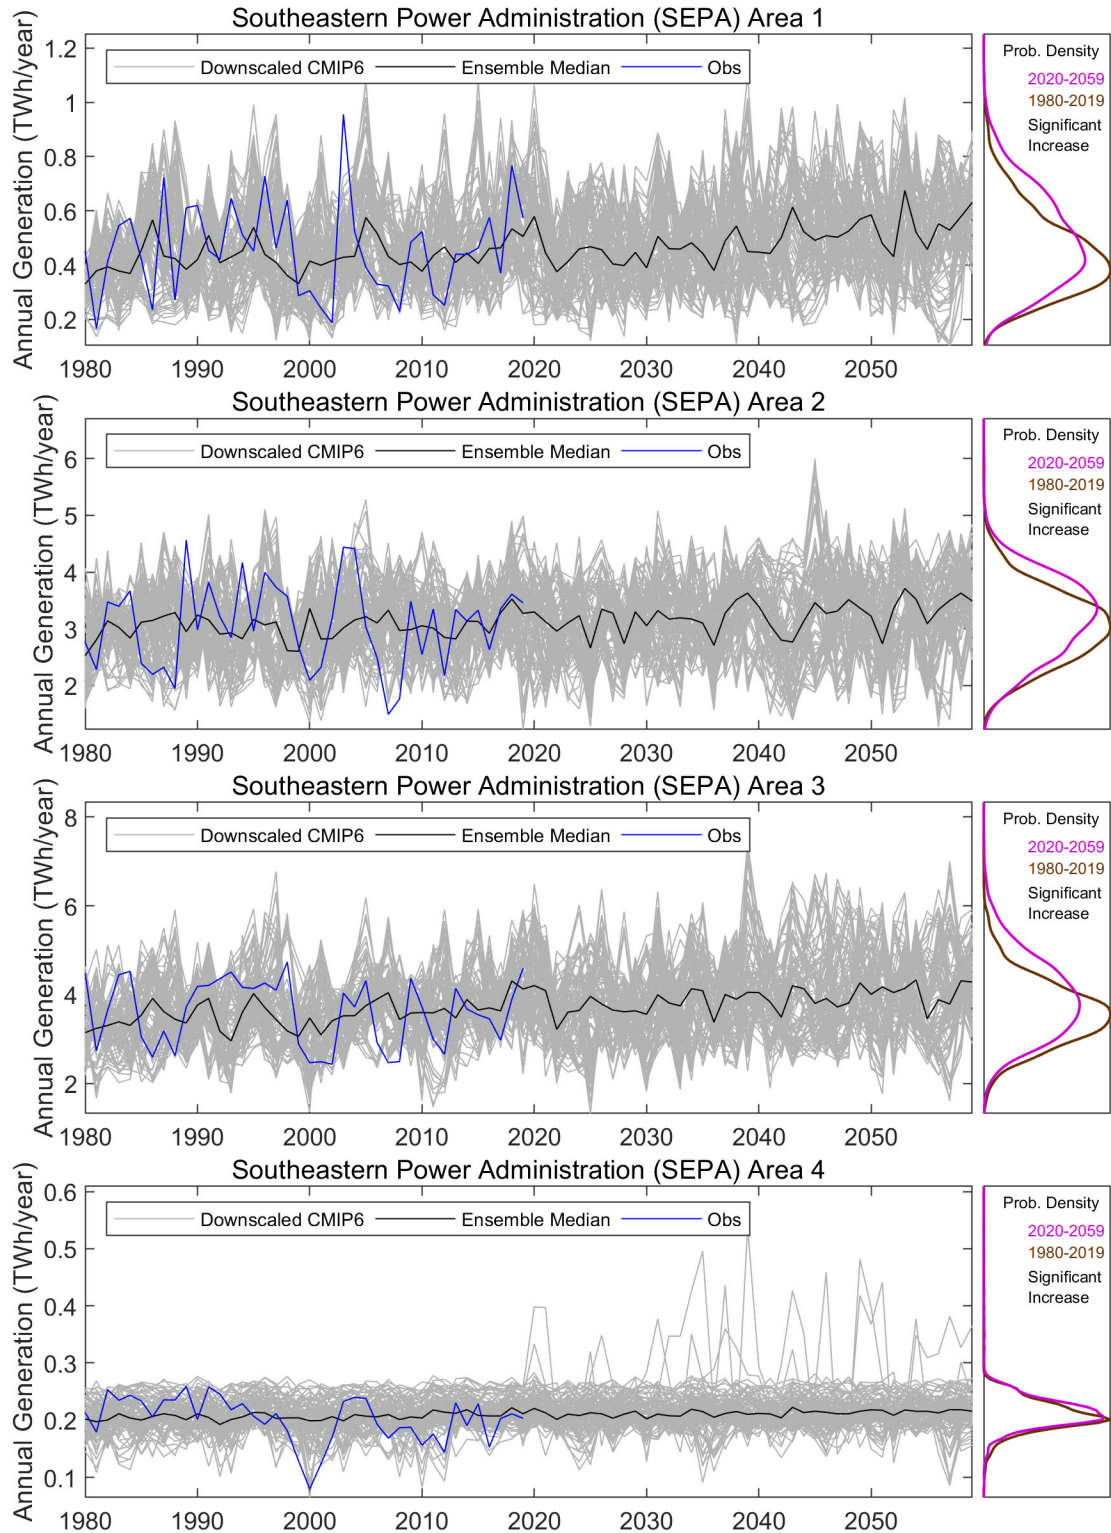 Southeastern Power Administration (SEPA) Area 1
Annual Generation (TWh/year)
1.2
1
0.8
0.6
0.4
0.2
Downscaled CMIP6 Ensemble Median Obs
1980 1990 2000 2010 2020 2030 2040 2050
Prob. Density
2020-2059
1980-2019
Significant
Increase
Southeastern Power Administration (SEPA) Area 2
Annual Generation (TWh/year)
6
5
4
3
2
Downscaled CMIP6 Ensemble Median Obs
1980 1990 2000 2010 2020 2030 2040 2050
Prob. Density
2020-2059
1980-2019
Significant
Increase
Southeastern Power Administration (SEPA) Area 3
Annual Generation (TWh/year)
8
6
4
2
Downscaled CMIP6 Ensemble Median Obs
1980 1990 2000 2010 2020 2030 2040 2050
Prob. Density
2020-2059
1980-2019
Significant
Increase
Southeastern Power Administration (SEPA) Area 4
Annual Generation (TWh/year)
0.6
0.5
0.4
0.3
0.2
0.1
Downscaled CMIP6 Ensemble Median Obs
1980 1990 2000 2010 2020 2030 2040 2050
Prob. Density
2020-2059
1980-2019
Significant
Increase